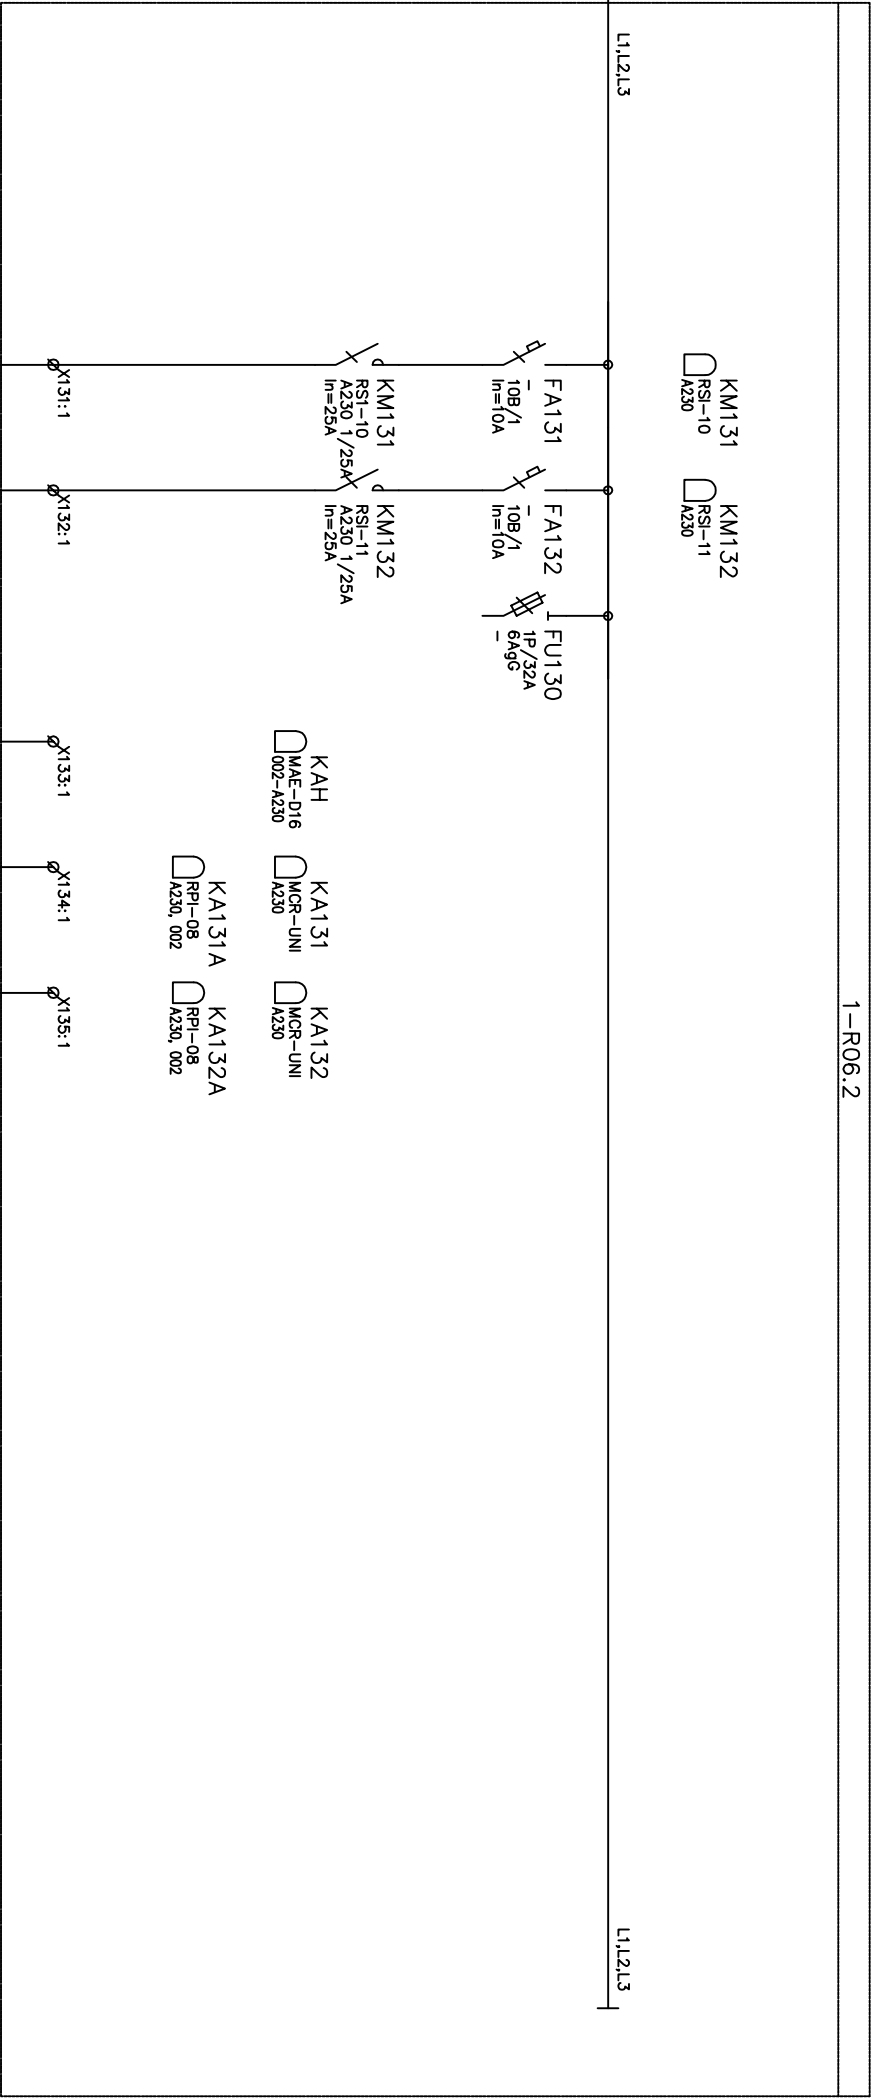 1-R06.2
L1,L2,L3
L1,L2,L3
KM131
RSI-10
A230
KM132
RSI-11
A230
FA131
-
10B/1
In=10A
FA132
-
10B/1
In=10A
FU130
1P/32A
6AgG
-
KM131
RS1-10
A230 1/25A
In=25A
KM132
RSI-11
A230 1/25A
In=25A
KAH
MAE-D16
002-A230
KA131
MCR-UNI
A230
KA132
MCR-UNI
A230
KA131A
RPI-08
A230, 002
KA132A
RPI-08
A230, 002
X131:1
X132:1
X133:1
X134:1
X135:1